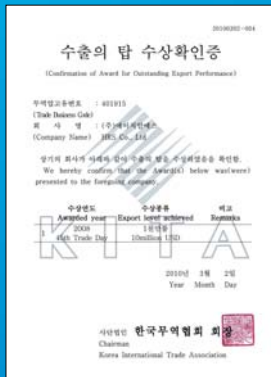 20100202-004
수출의 탑 수상확인증
(Confirmation of Award for Outstanding Export Performance)
무역업고유번호 : 401915
(Trade Business Code)
회 사 명 : (주)에이치알에스
(Company Name) HRS Co., Ltd
상기의 회사가 아래와 같이 수출의 탑을 수상하였음을 확인함.
We hereby confirm that the Award(s) below was(were)
presented to the foregoing company.
수상연도 수상종류 비고
Awarded year Export level achieved Remarks
1 2008 1천만불
45th Trade Day 10million USD
KITA
2010년 3월 2일
Year Month Day
사단법인 한국무역협회 회장
Chairman
Korea International Trade Association